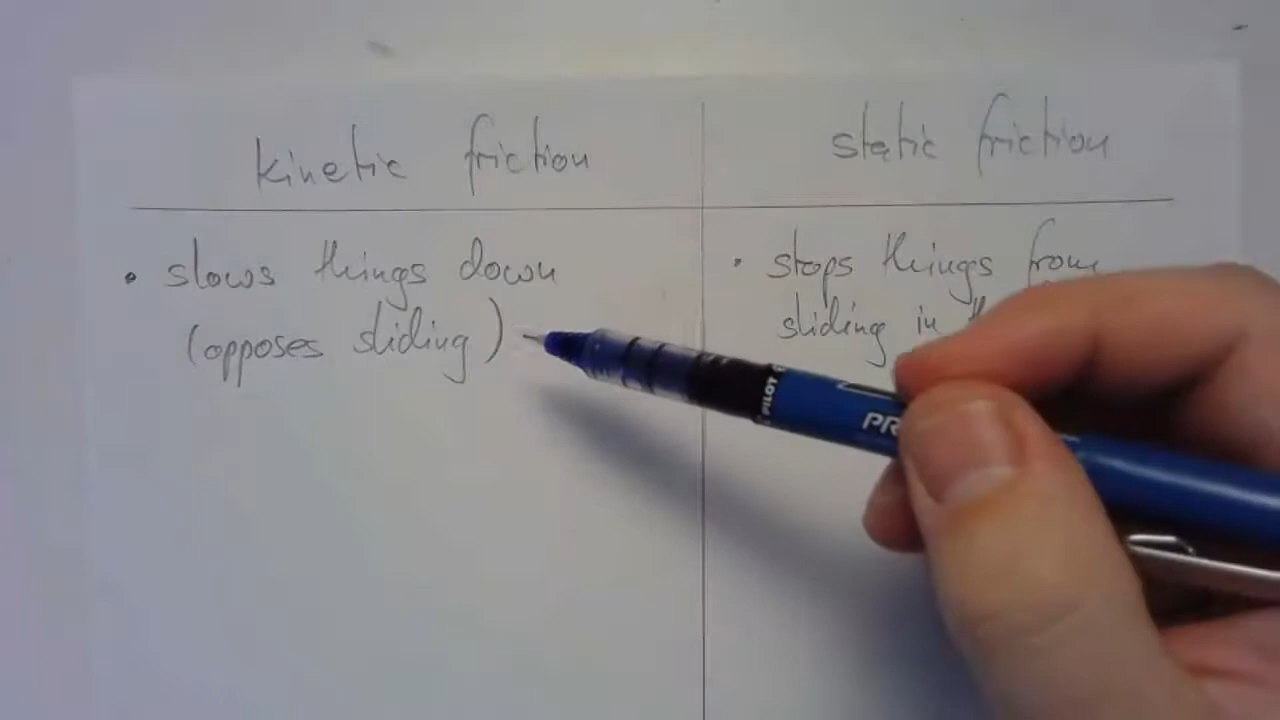 kinetic friction
static friction
• slows things down
(opposes sliding)
• stops things from
sliding in
PILOT
PR